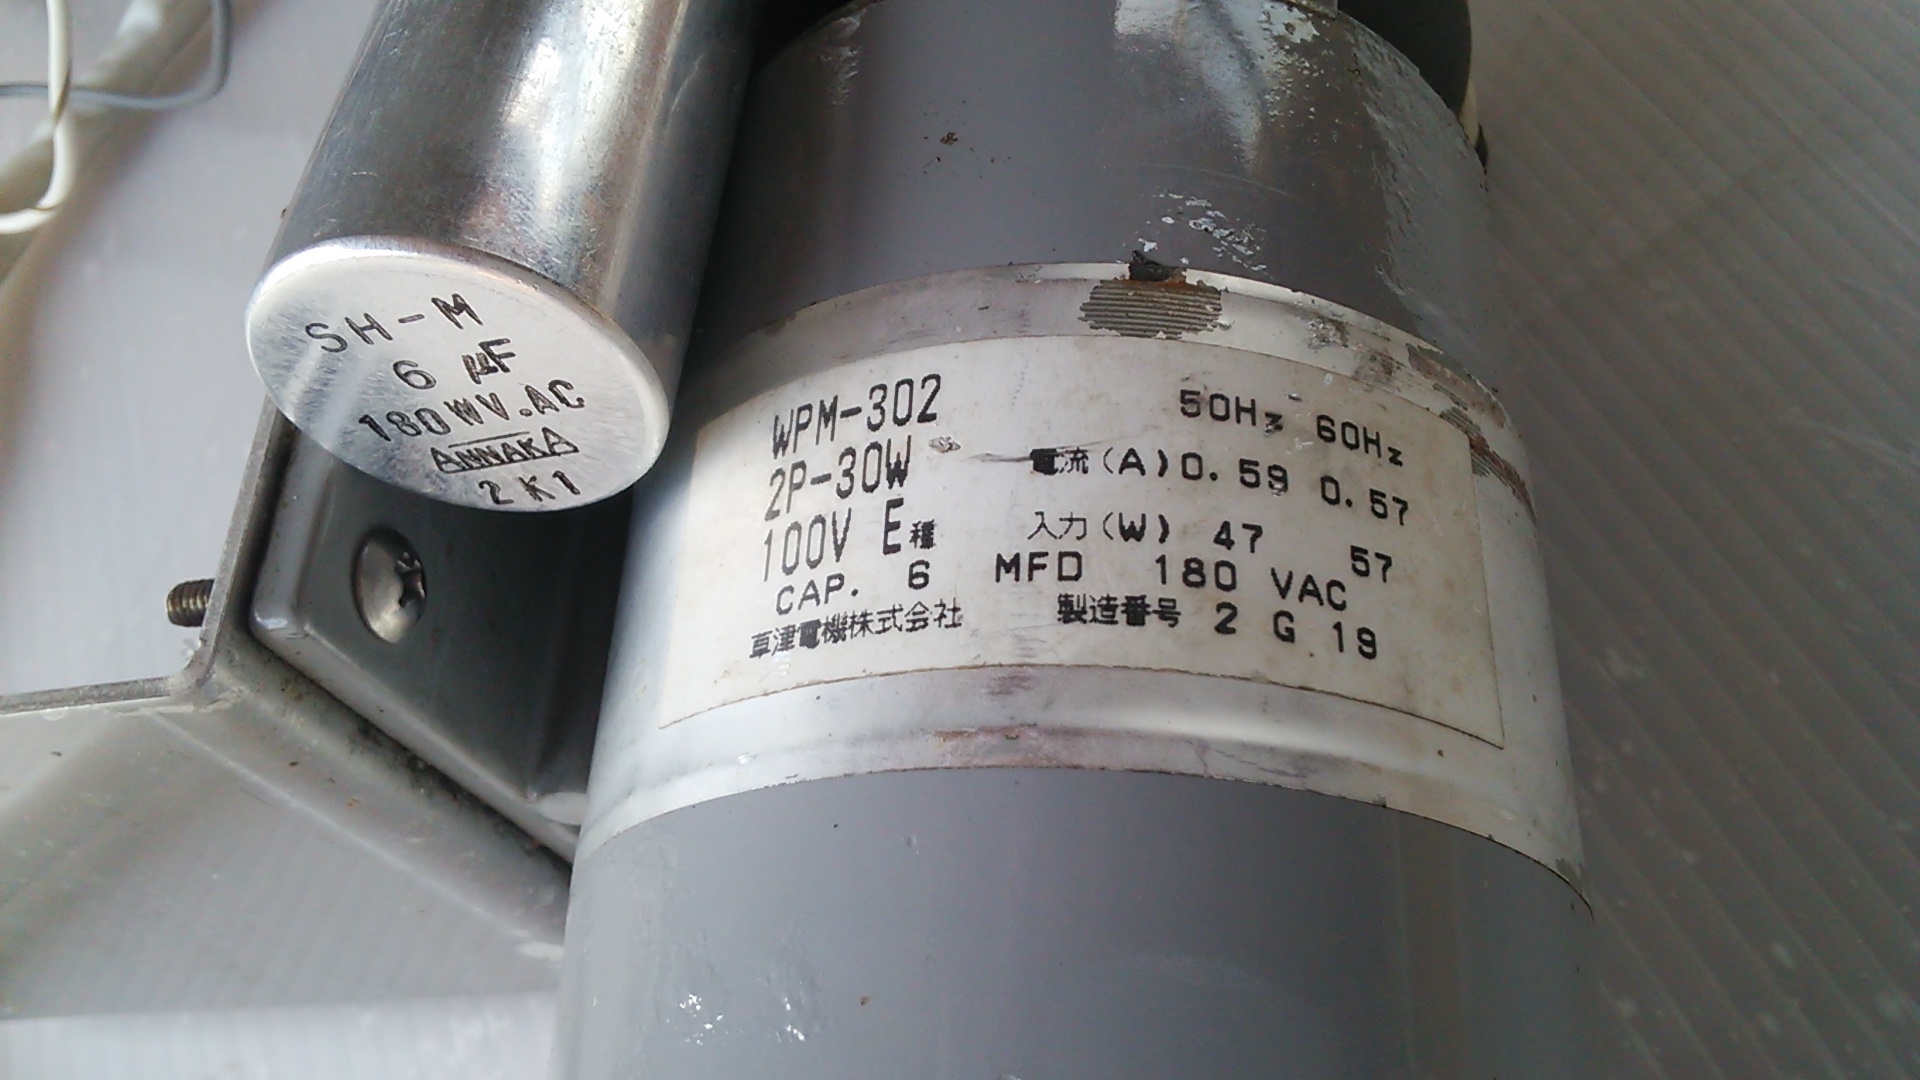 SH-M
6 μF
180WV.AC
ANNAKA
2K1
WPM-302
2P-30W
100V E種
50Hz 60Hz
電流(A) 0.59 0.57
入力(W) 47 57
CAP. 6 MFD 180 VAC
草津電機株式会社 製造番号 2 G 19